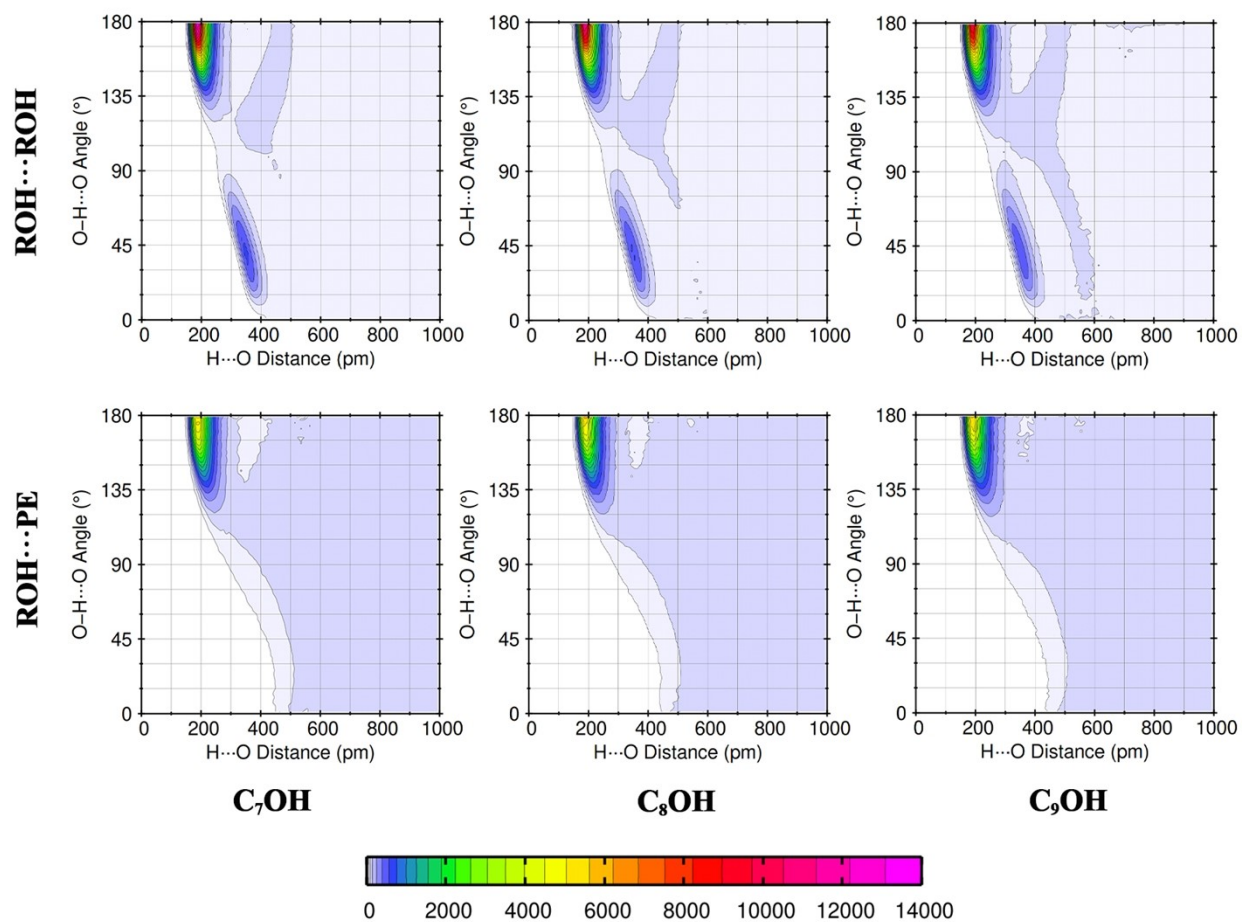 ROH···ROH
180
135
90
45
0
O–H···O Angle (°)
0 200 400 600 800 1000
H···O Distance (pm)
180
135
90
45
0
O–H···O Angle (°)
0 200 400 600 800 1000
H···O Distance (pm)
180
135
90
45
0
O–H···O Angle (°)
0 200 400 600 800 1000
H···O Distance (pm)
ROH···PE
180
135
90
45
0
O–H···O Angle (°)
0 200 400 600 800 1000
H···O Distance (pm)
180
135
90
45
0
O–H···O Angle (°)
0 200 400 600 800 1000
H···O Distance (pm)
180
135
90
45
0
O–H···O Angle (°)
0 200 400 600 800 1000
H···O Distance (pm)
C₇OH C₈OH C₉OH
0 2000 4000 6000 8000 10000 12000 14000